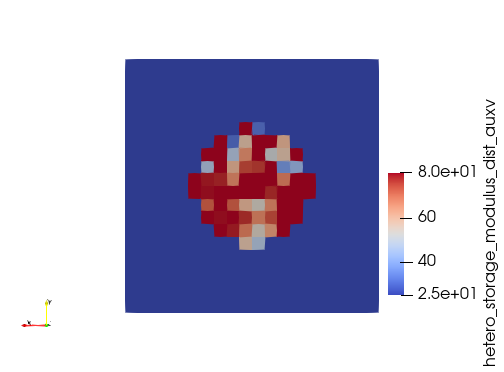 8.0e+01
60
40
2.5e+01
hetero_storage_modulus_dist_auxv
Y
X